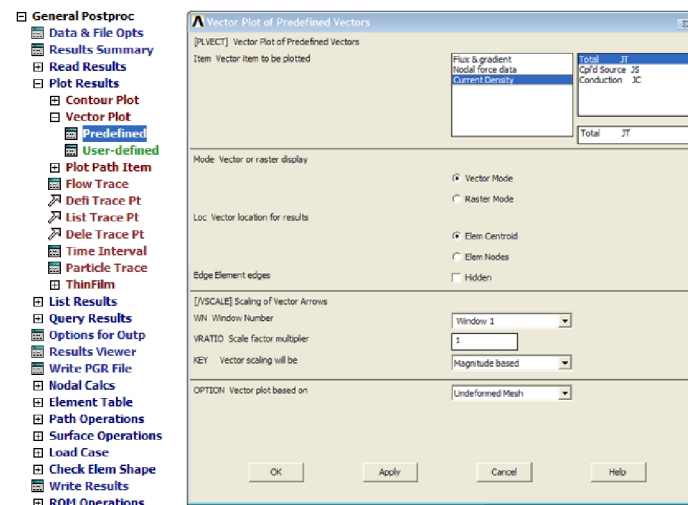 General Postproc
Data & File Opts
Results Summary
Read Results
Plot Results
Contour Plot
Vector Plot
Predefined
User-defined
Plot Path Item
Flow Trace
Defi Trace Pt
List Trace Pt
Dele Trace Pt
Time Interval
Particle Trace
ThinFilm
List Results
Query Results
Options for Outp
Results Viewer
Write PGR File
Nodal Calcs
Element Table
Path Operations
Surface Operations
Load Case
Check Elem Shape
Write Results
ROM Operations
Vector Plot of Predefined Vectors
[PLVECT] Vector Plot of Predefined Vectors
Item Vector item to be plotted
Flux & gradient
Nodal force data
Current Density
Total JT
Cpl'd Source JS
Conduction JC
Total JT
Mode Vector or raster display
Vector Mode
Raster Mode
Loc Vector location for results
Elem Centroid
Elem Nodes
Edge Element edges
Hidden
[/VSCALE] Scaling of Vector Arrows
WN Window Number
Window 1
VRATIO Scale factor multiplier
1
KEY Vector scaling will be
Magnitude based
OPTION Vector plot based on
Undeformed Mesh
OK
Apply
Cancel
Help